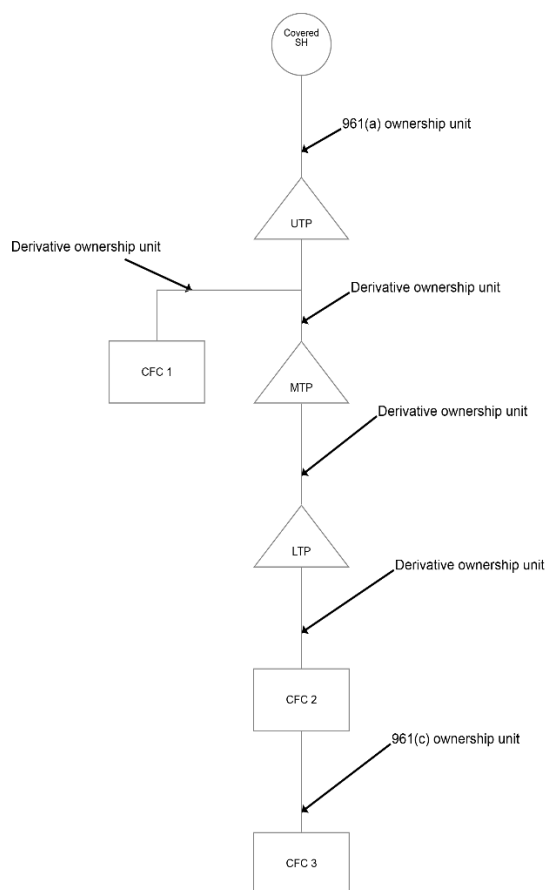 Covered
SH
961(a) ownership unit
UTP
Derivative ownership unit
Derivative ownership unit
CFC 1
MTP
Derivative ownership unit
LTP
Derivative ownership unit
CFC 2
961(c) ownership unit
CFC 3